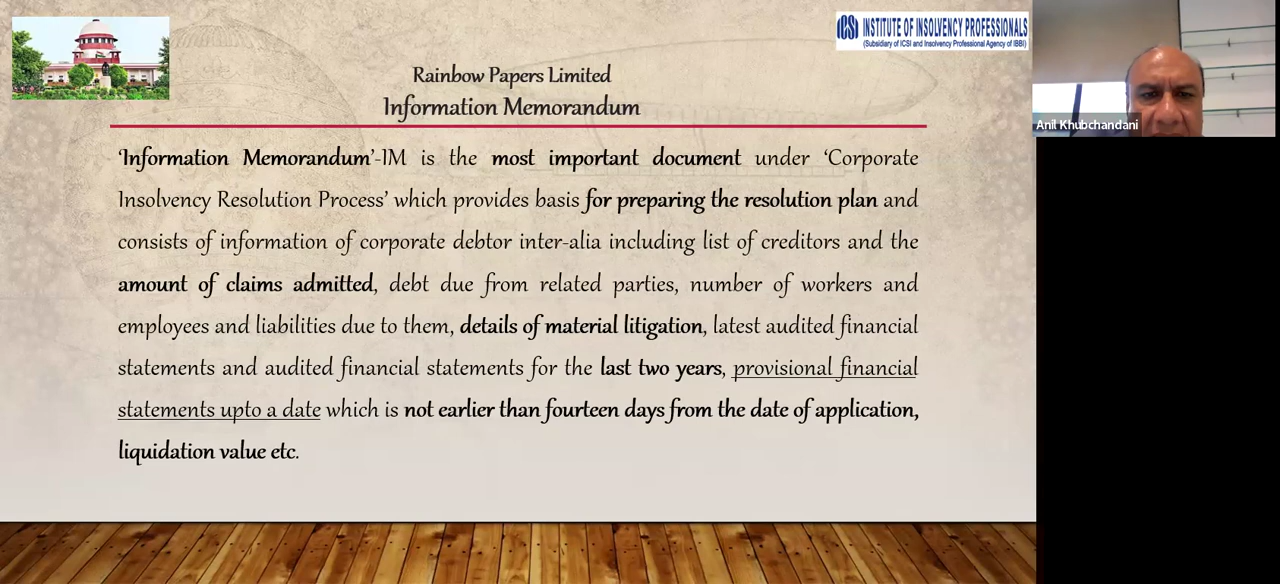 ICSI INSTITUTE OF INSOLVENCY PROFESSIONALS
(Subsidiary of ICSI and Insolvency Professional Agency of IBBI)
Rainbow Papers Limited
Information Memorandum
Anil Khubchandani
‘Information Memorandum’-IM is the most important document under ‘Corporate
Insolvency Resolution Process’ which provides basis for preparing the resolution plan and
consists of information of corporate debtor inter-alia including list of creditors and the
amount of claims admitted, debt due from related parties, number of workers and
employees and liabilities due to them, details of material litigation, latest audited financial
statements and audited financial statements for the last two years, provisional financial
statements upto a date which is not earlier than fourteen days from the date of application,
liquidation value etc.